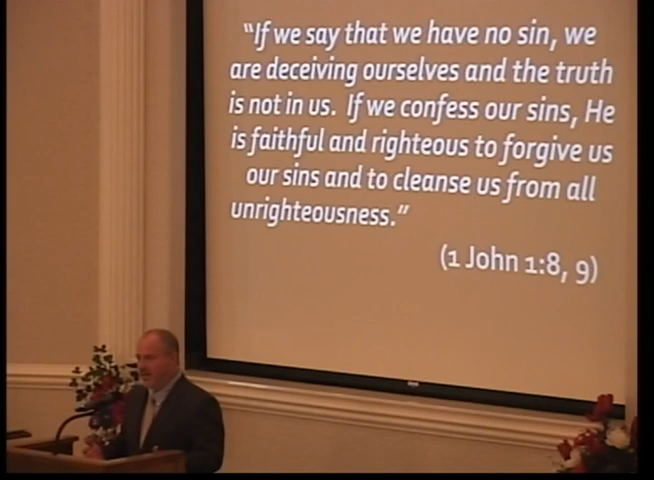 “If we say that we have no sin, we
are deceiving ourselves and the truth
is not in us.  If we confess our sins, He
is faithful and righteous to forgive us
our sins and to cleanse us from all
unrighteousness.”
(1 John 1:8, 9)